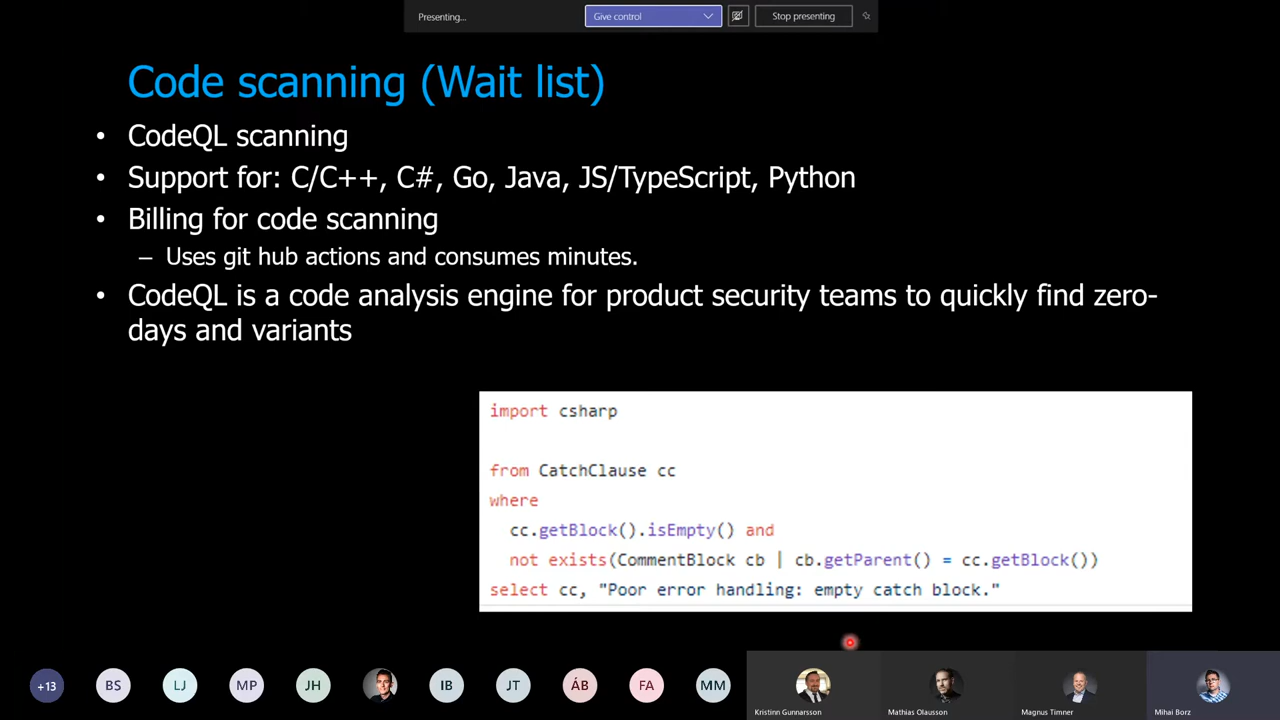 Presenting...
Give control
Stop presenting
Code scanning (Wait list)
• CodeQL scanning
• Support for: C/C++, C#, Go, Java, JS/TypeScript, Python
• Billing for code scanning
– Uses git hub actions and consumes minutes.
• CodeQL is a code analysis engine for product security teams to quickly find zero-
days and variants
import csharp
from CatchClause cc
where
cc.getBlock().isEmpty() and
not exists(CommentBlock cb | cb.getParent() = cc.getBlock())
select cc, "Poor error handling: empty catch block."
+13 BS LJ MP JH IB JT ÁB FA MM
Kristinn Gunnarsson Mathias Olausson Magnus Timner Mihai Borz